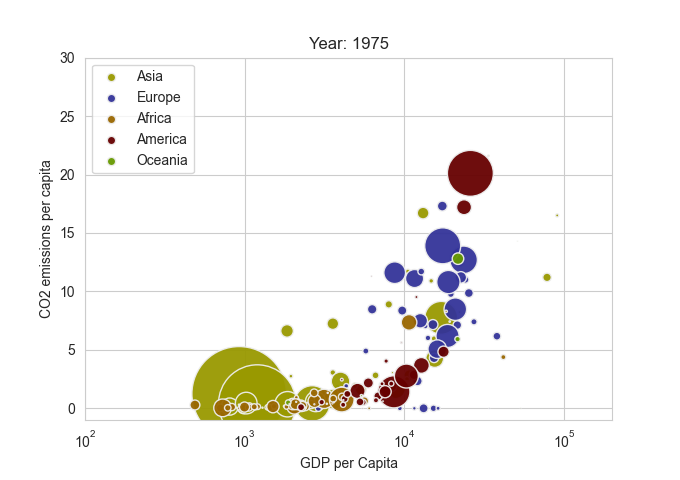 Year: 1975
30
25
20
15
10
5
0
CO2 emissions per capita
Asia
Europe
Africa
America
Oceania
10²
10³
10⁴
10⁵
GDP per Capita